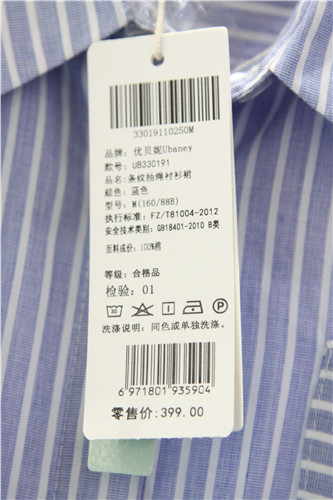 33019110250M
品牌: 优贝妮Ubaney
款号: UB330191
品名:条纹抽绳衬衫裙
颜色: 蓝色
型号: M(160/88B)
执行标准: FZ/T81004-2012
安全技术类别: GB18401-2010 B类
面料成份: 100%棉
等级: 合格品
检验: 01
洗涤说明: 同色或单独洗涤。
6 971801 935904
零售价:399.00